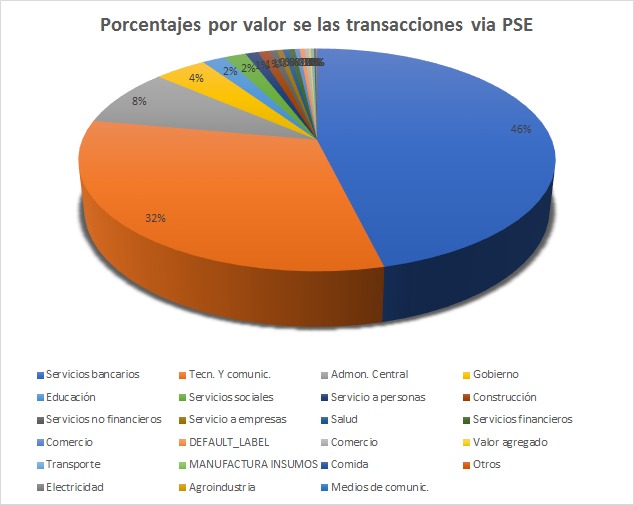 Porcentajes por valor se las transacciones via PSE
46%
32%
8%
4%
2%
2%
1%
1%
Servicios bancarios Tecn. Y comunic. Admon. Central Gobierno
Educación Servicios sociales Servicio a personas Construcción
Servicios no financieros Servicio a empresas Salud Servicios financieros
Comercio DEFAULT_LABEL Comercio Valor agregado
Transporte MANUFACTURA INSUMOS Comida Otros
Electricidad Agroindustria Medios de comunic.